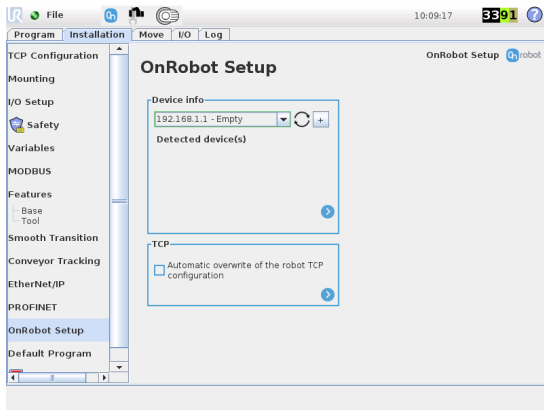 File
10:09:17
3391
?
Program
Installation
Move
I/O
Log
TCP Configuration
Mounting
I/O Setup
Safety
Variables
MODBUS
Features
Base
Tool
Smooth Transition
Conveyor Tracking
EtherNet/IP
PROFINET
OnRobot Setup
Default Program
OnRobot Setup
OnRobot Setup
robot
Device info
192.168.1.1 - Empty
+
Detected device(s)
TCP
Automatic overwrite of the robot TCP
configuration